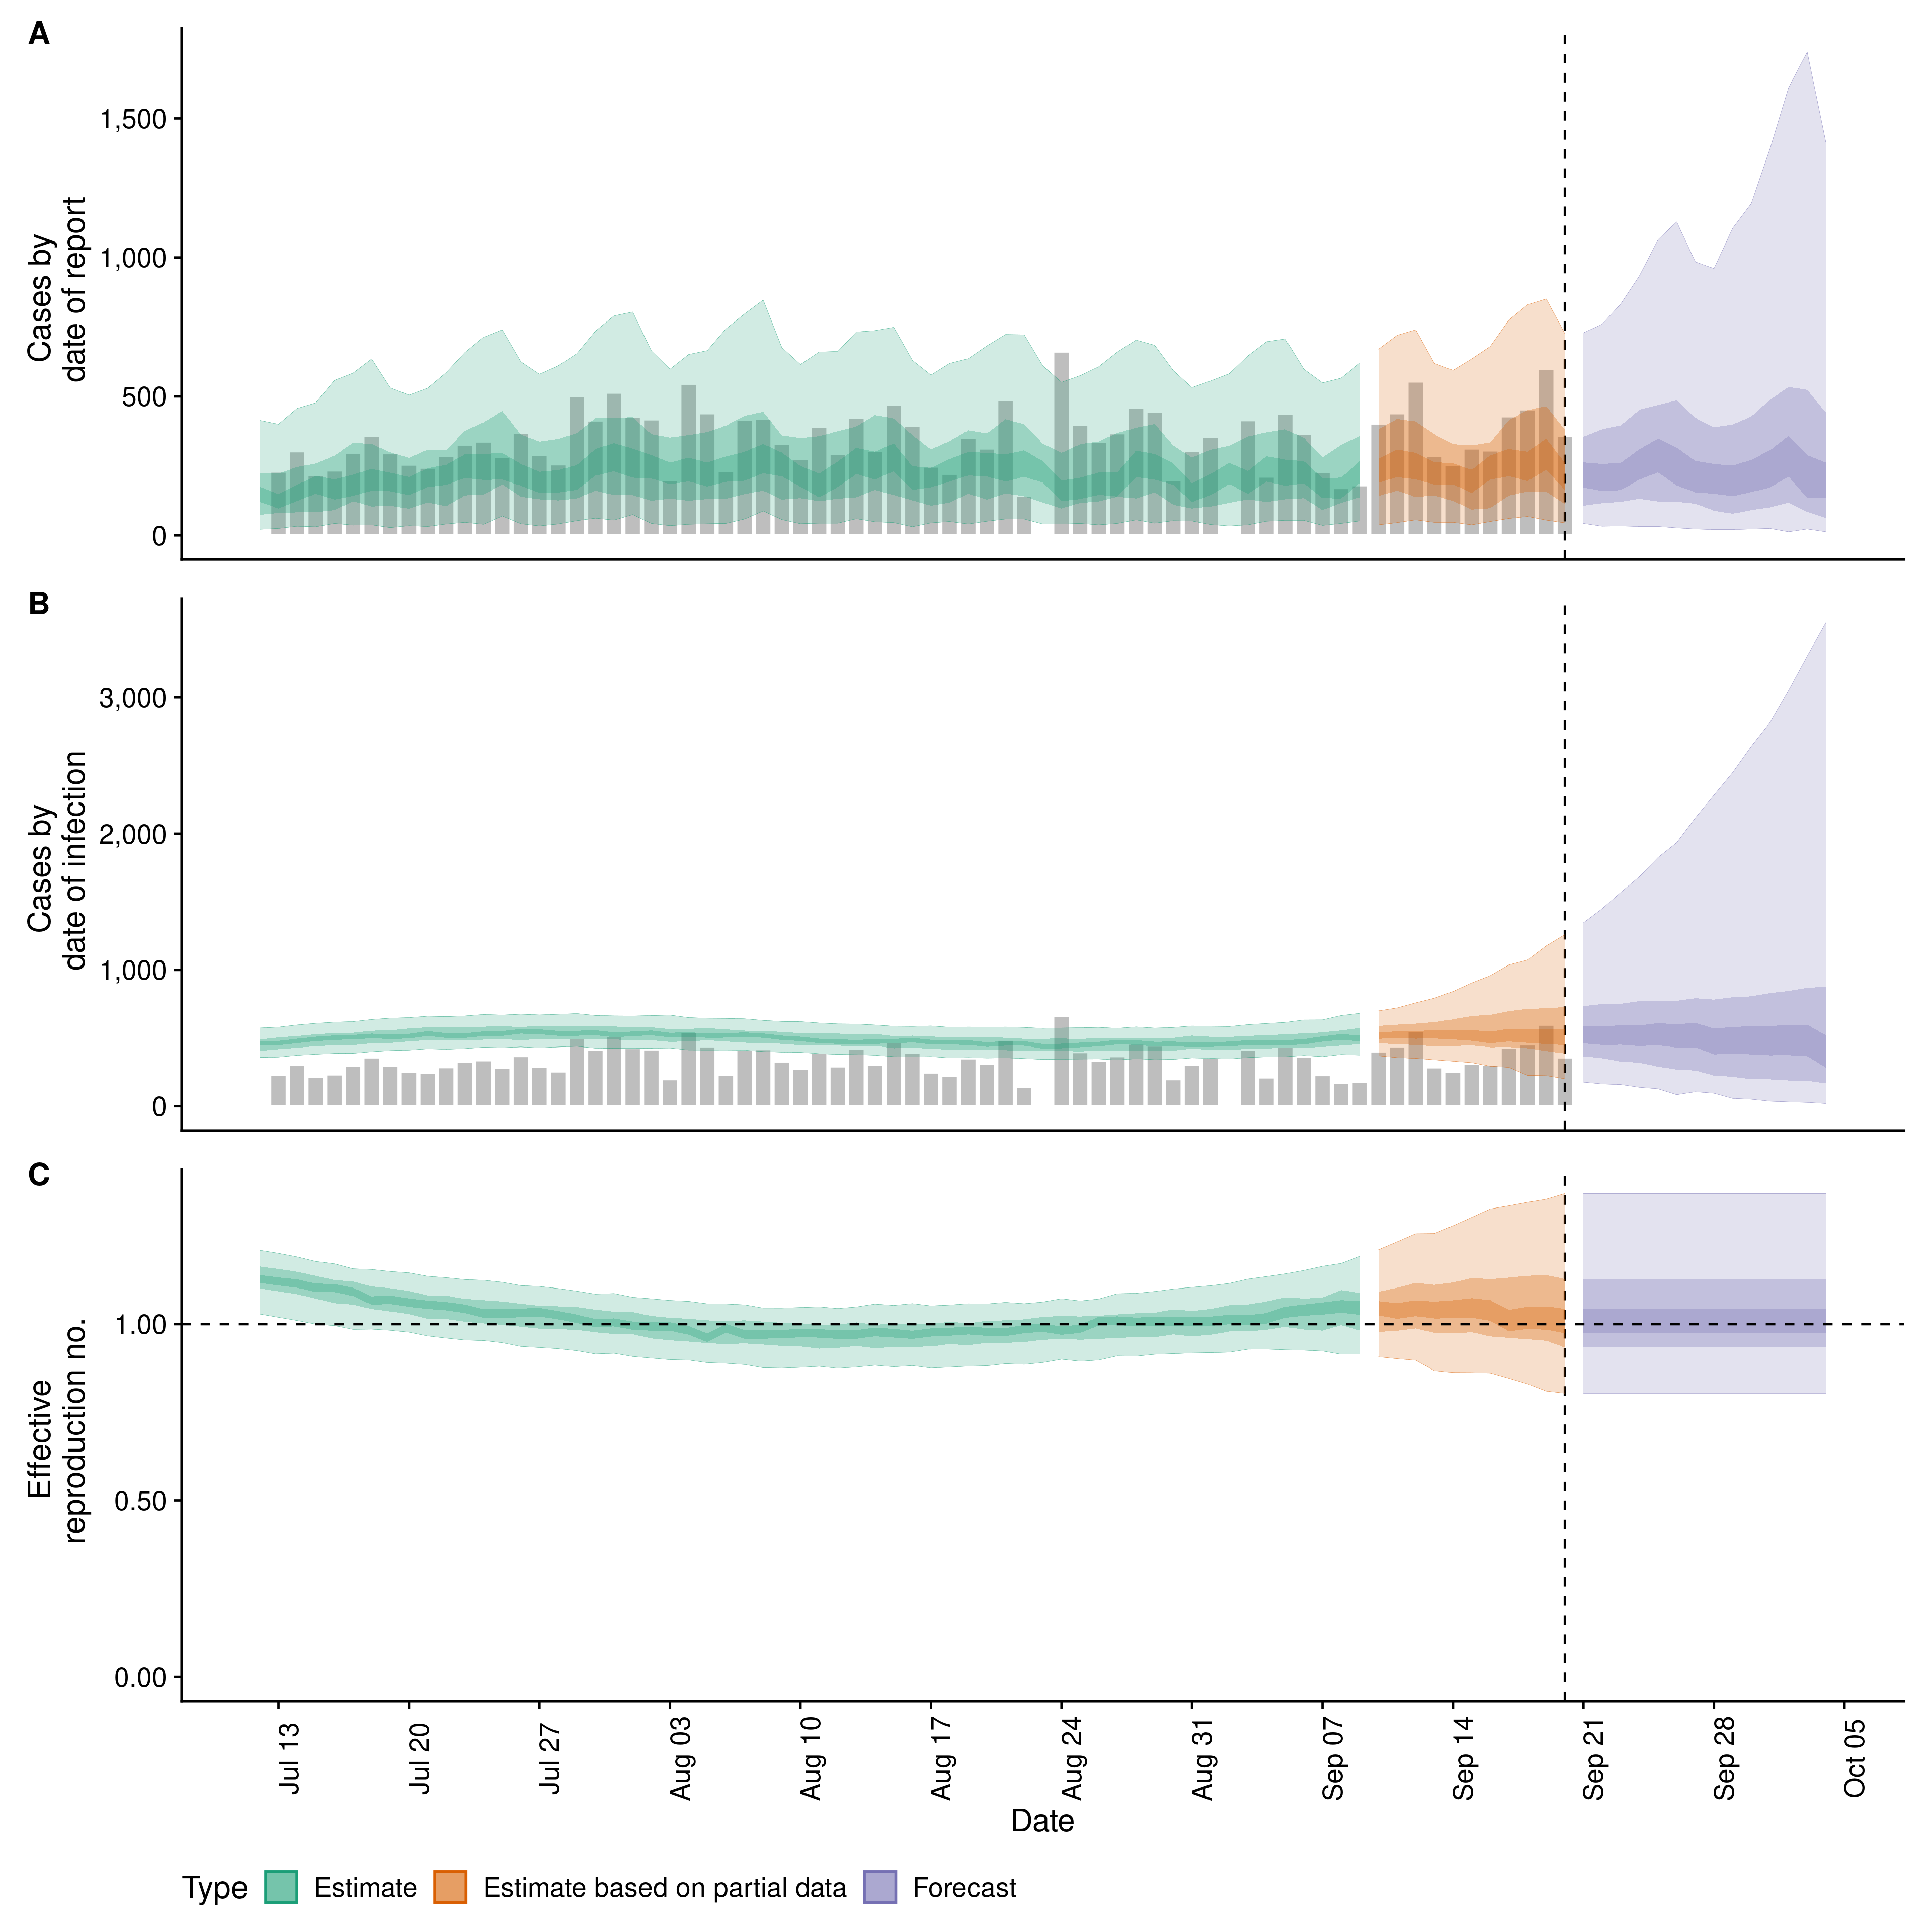 A
Cases by
date of report
1,500
1,000
500
0
B
Cases by
date of infection
3,000
2,000
1,000
0
C
Effective
reproduction no.
1.00
0.50
0.00
Jul 13
Jul 20
Jul 27
Aug 03
Aug 10
Aug 17
Aug 24
Aug 31
Sep 07
Sep 14
Sep 21
Sep 28
Oct 05
Date
Type
Estimate
Estimate based on partial data
Forecast